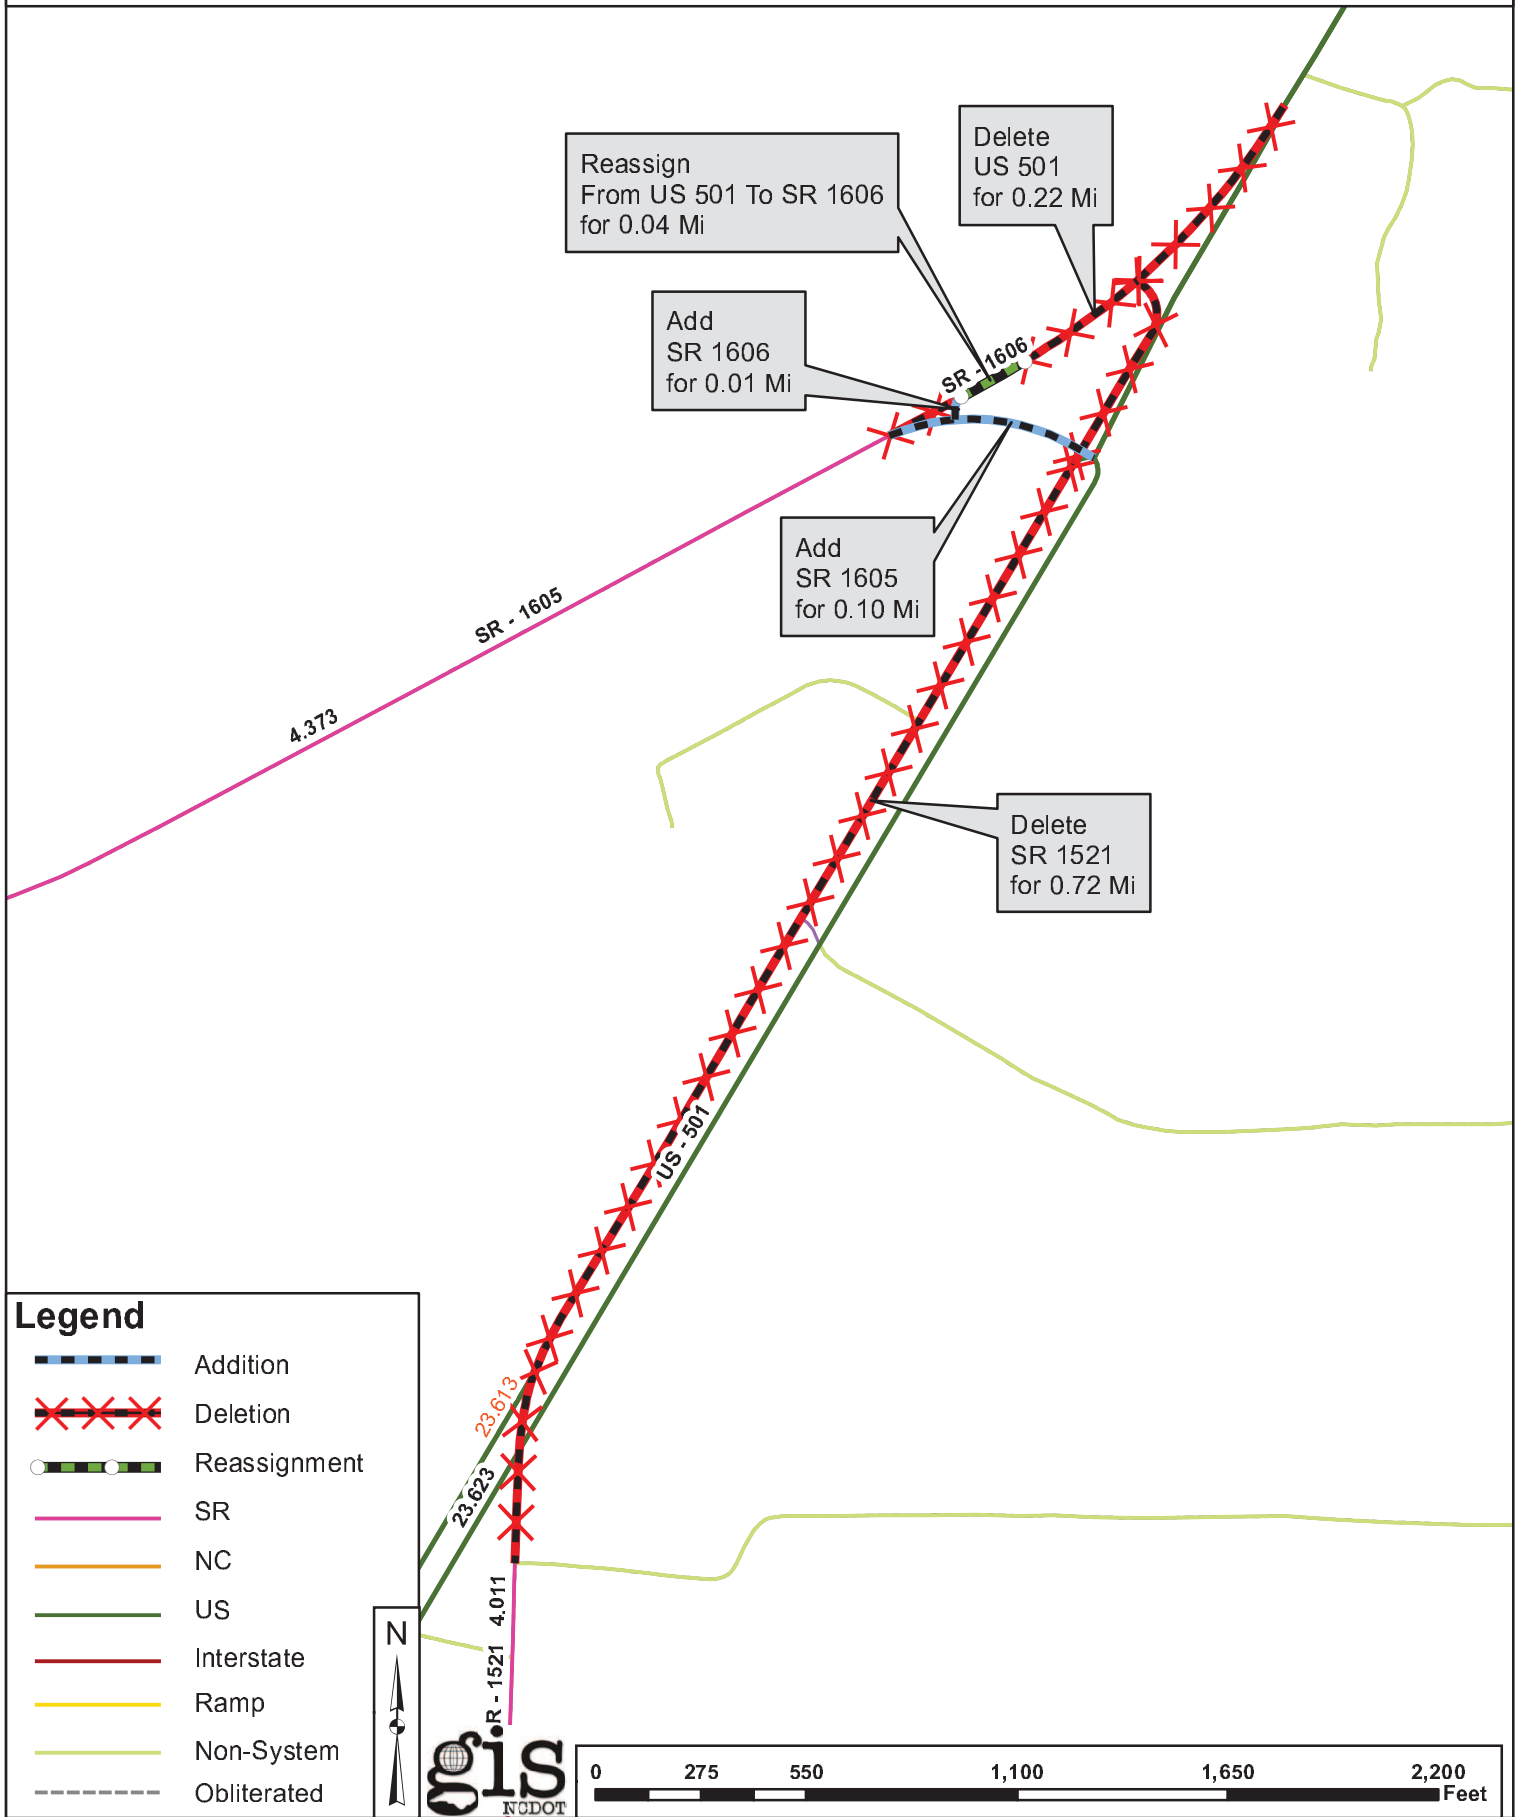 Delete
US 501
for 0.22 Mi
Reassign
From US 501 To SR 1606
for 0.04 Mi
Add
SR 1606
for 0.01 Mi
SR - 1606
Add
SR 1605
for 0.10 Mi
SR - 1605
4.373
Delete
SR 1521
for 0.72 Mi
US - 501
23.613
23.623
R - 1521 4.011
Legend
Addition
Deletion
Reassignment
SR
NC
US
Interstate
Ramp
Non-System
Obliterated
N
gis
NCDOT
0 275 550 1,100 1,650 2,200
Feet